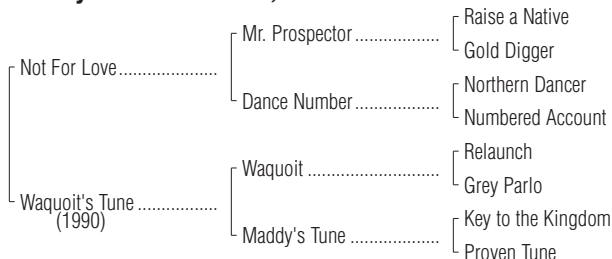 Raise a Native
Mr. Prospector ..................
Gold Digger
Not For Love .....................
Northern Dancer
Dance Number ..................
Numbered Account
Relaunch
Waquoit ............................
Grey Parlo
Waquoit's Tune .................
(1990)
Key to the Kingdom
Maddy's Tune ...................
Proven Tune